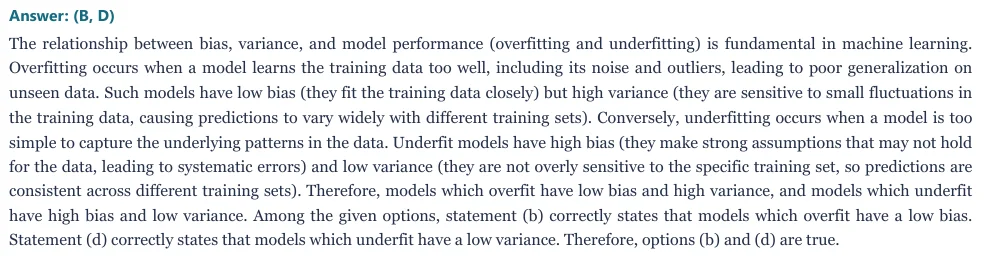 Answer: (B, D)
The relationship between bias, variance, and model performance (overfitting and underfitting) is fundamental in machine learning.
Overfitting occurs when a model learns the training data too well, including its noise and outliers, leading to poor generalization on
unseen data. Such models have low bias (they fit the training data closely) but high variance (they are sensitive to small fluctuations in
the training data, causing predictions to vary widely with different training sets). Conversely, underfitting occurs when a model is too
simple to capture the underlying patterns in the data. Underfit models have high bias (they make strong assumptions that may not hold
for the data, leading to systematic errors) and low variance (they are not overly sensitive to the specific training set, so predictions are
consistent across different training sets). Therefore, models which overfit have low bias and high variance, and models which underfit
have high bias and low variance. Among the given options, statement (b) correctly states that models which overfit have a low bias.
Statement (d) correctly states that models which underfit have a low variance. Therefore, options (b) and (d) are true.